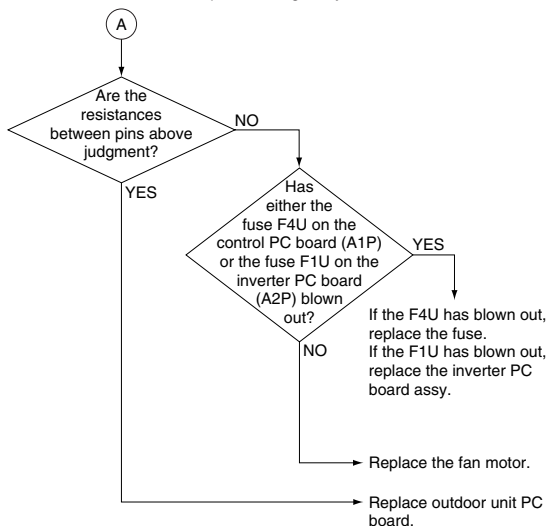 A
Are the
resistances
between pins above
judgment?
NO
YES
Has
either the
fuse F4U on the
control PC board (A1P)
or the fuse F1U on the
inverter PC board
(A2P) blown
out?
YES
NO
If the F4U has blown out,
replace the fuse.
If the F1U has blown out,
replace the inverter PC
board assy.
Replace the fan motor.
Replace outdoor unit PC
board.